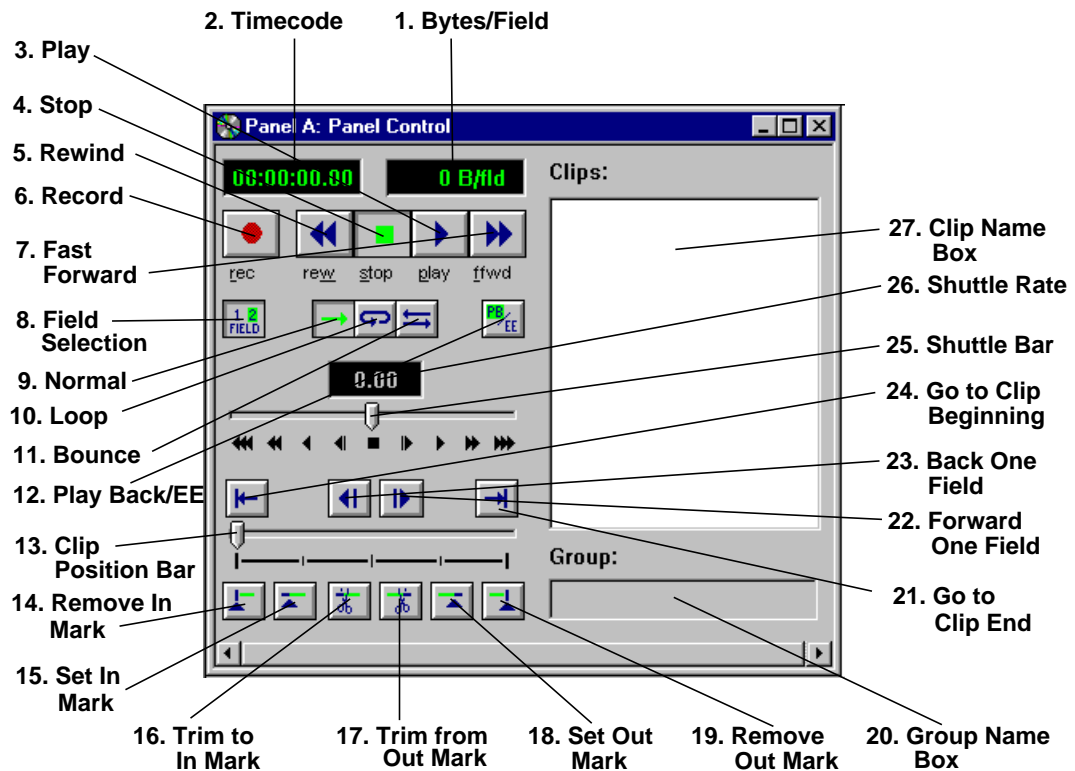 2. Timecode
1. Bytes/Field
3. Play
4. Stop
5. Rewind
6. Record
7. Fast
Forward
8. Field
Selection
9. Normal
10. Loop
11. Bounce
12. Play Back/EE
13. Clip
Position Bar
14. Remove In
Mark
15. Set In
Mark
Panel A: Panel Control
00:00:00.00
0 B/fld
Clips:
rec
rew
stop
play
ffwd
1 2
FIELD
PB/EE
0.00
Group:
27. Clip Name
Box
26. Shuttle Rate
25. Shuttle Bar
24. Go to Clip
Beginning
23. Back One
Field
22. Forward
One Field
21. Go to
Clip End
16. Trim to
In Mark
17. Trim from
Out Mark
18. Set Out
Mark
19. Remove
Out Mark
20. Group Name
Box